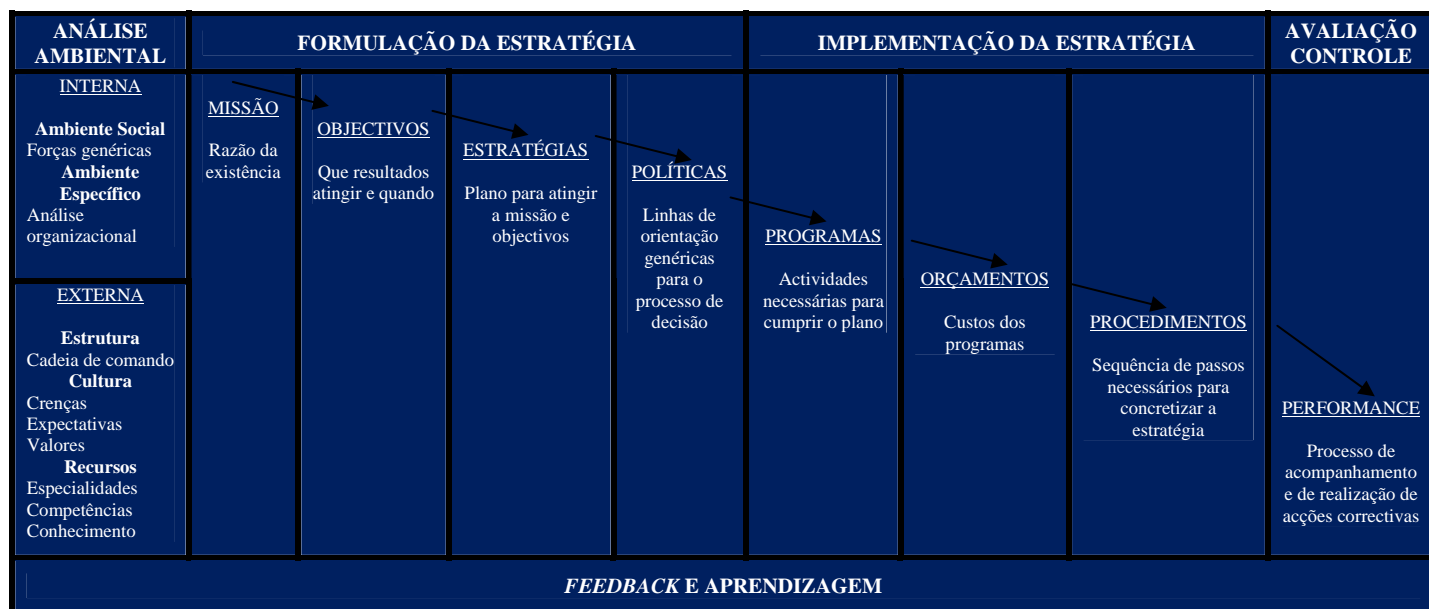 ANÁLISE
AMBIENTAL
FORMULAÇÃO DA ESTRATÉGIA
IMPLEMENTAÇÃO DA ESTRATÉGIA
AVALIAÇÃO
CONTROLE
INTERNA
Ambiente Social
Forças genéricas
Ambiente
Específico
Análise
organizacional
EXTERNA
Estrutura
Cadeia de comando
Cultura
Crenças
Expectativas
Valores
Recursos
Especialidades
Competências
Conhecimento
MISSÃO
Razão da
existência
OBJECTIVOS
Que resultados
atingir e quando
ESTRATÉGIAS
Plano para atingir
a missão e
objectivos
POLÍTICAS
Linhas de
orientação
genéricas
para o
processo de
decisão
PROGRAMAS
Actividades
necessárias para
cumprir o plano
ORÇAMENTOS
Custos dos
programas
PROCEDIMENTOS
Sequência de passos
necessários para
concretizar a
estratégia
PERFORMANCE
Processo de
acompanhamento
e de realização de
acções correctivas
FEEDBACK E APRENDIZAGEM